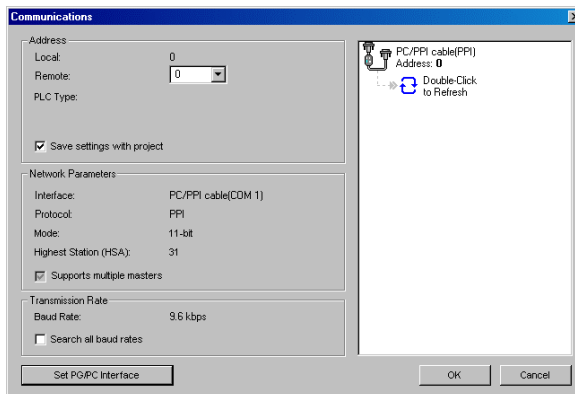 Communications
Address
Local: 0
Remote: 0
PLC Type:
Save settings with project
Network Parameters
Interface: PC/PPI cable(COM 1)
Protocol: PPI
Mode: 11-bit
Highest Station (HSA): 31
Supports multiple masters
Transmission Rate
Baud Rate: 9.6 kbps
Search all baud rates
Set PG/PC Interface
PC/PPI cable(PPI)
Address: 0
Double-Click
to Refresh
OK
Cancel